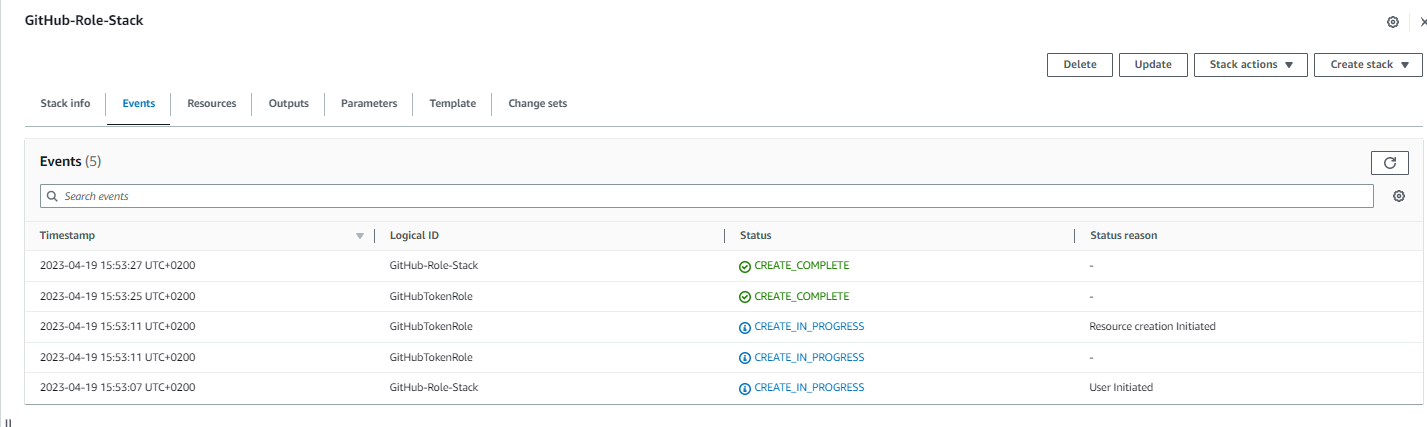 GitHub-Role-Stack
Delete Update Stack actions Create stack
Stack info Events Resources Outputs Parameters Template Change sets
Events (5)
Search events
Timestamp Logical ID Status Status reason
2023-04-19 15:53:27 UTC+0200 GitHub-Role-Stack CREATE_COMPLETE -
2023-04-19 15:53:25 UTC+0200 GitHubTokenRole CREATE_COMPLETE -
2023-04-19 15:53:11 UTC+0200 GitHubTokenRole CREATE_IN_PROGRESS Resource creation Initiated
2023-04-19 15:53:11 UTC+0200 GitHubTokenRole CREATE_IN_PROGRESS -
2023-04-19 15:53:07 UTC+0200 GitHub-Role-Stack CREATE_IN_PROGRESS User Initiated